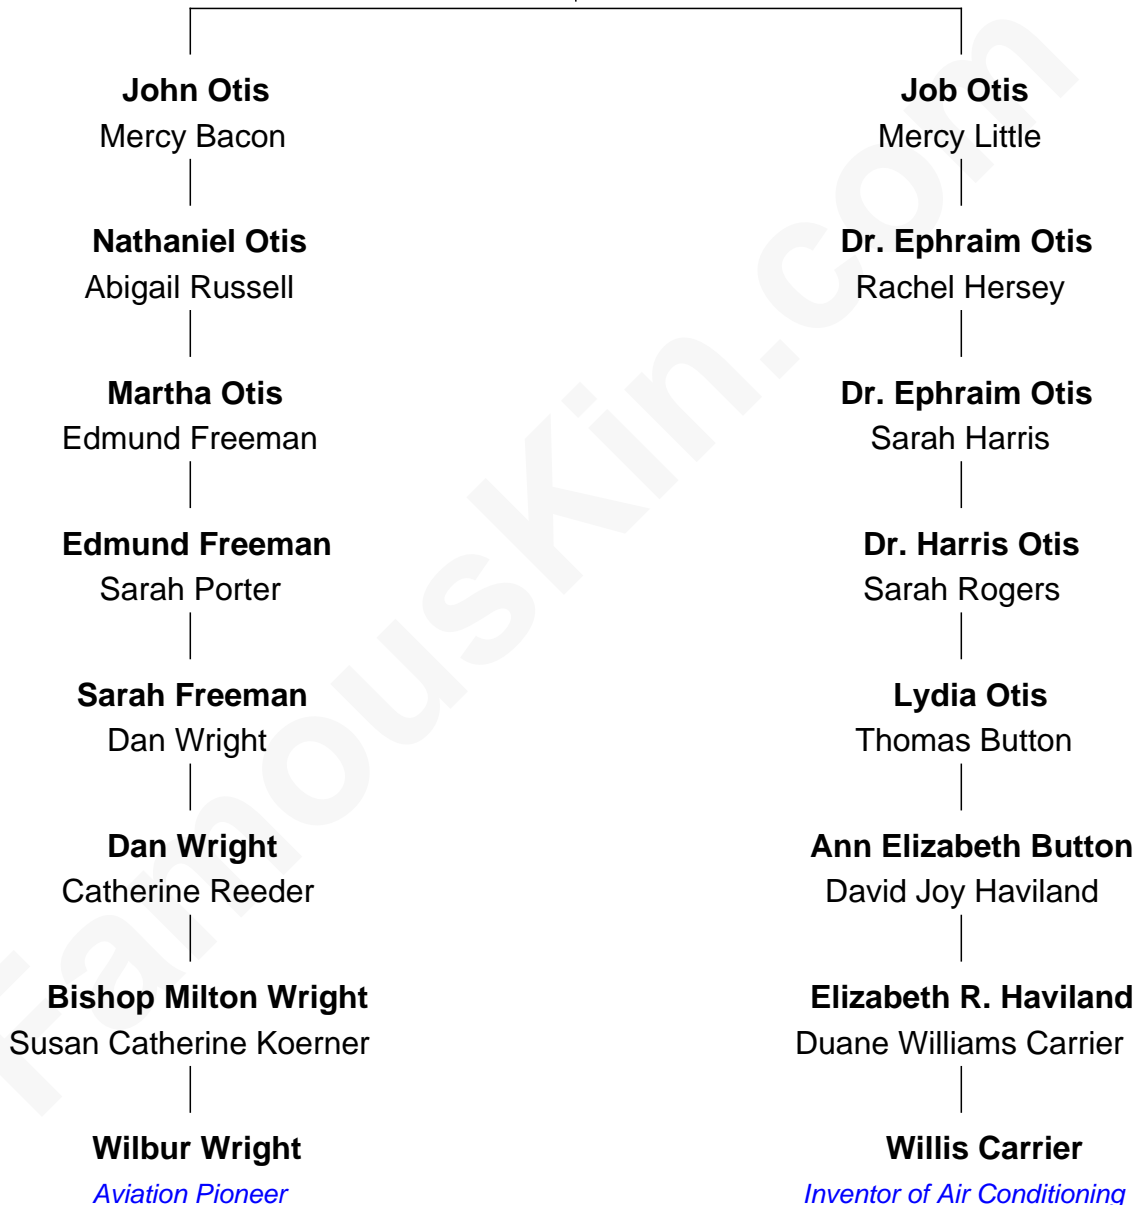 John Otis
Mercy Bacon
Job Otis
Mercy Little
Nathaniel Otis
Abigail Russell
Dr. Ephraim Otis
Rachel Hersey
Martha Otis
Edmund Freeman
Dr. Ephraim Otis
Sarah Harris
Edmund Freeman
Sarah Porter
Dr. Harris Otis
Sarah Rogers
Sarah Freeman
Dan Wright
Lydia Otis
Thomas Button
Dan Wright
Catherine Reeder
Ann Elizabeth Button
David Joy Haviland
Bishop Milton Wright
Susan Catherine Koerner
Elizabeth R. Haviland
Duane Williams Carrier
Wilbur Wright
Aviation Pioneer
Willis Carrier
Inventor of Air Conditioning
FamousKin.com